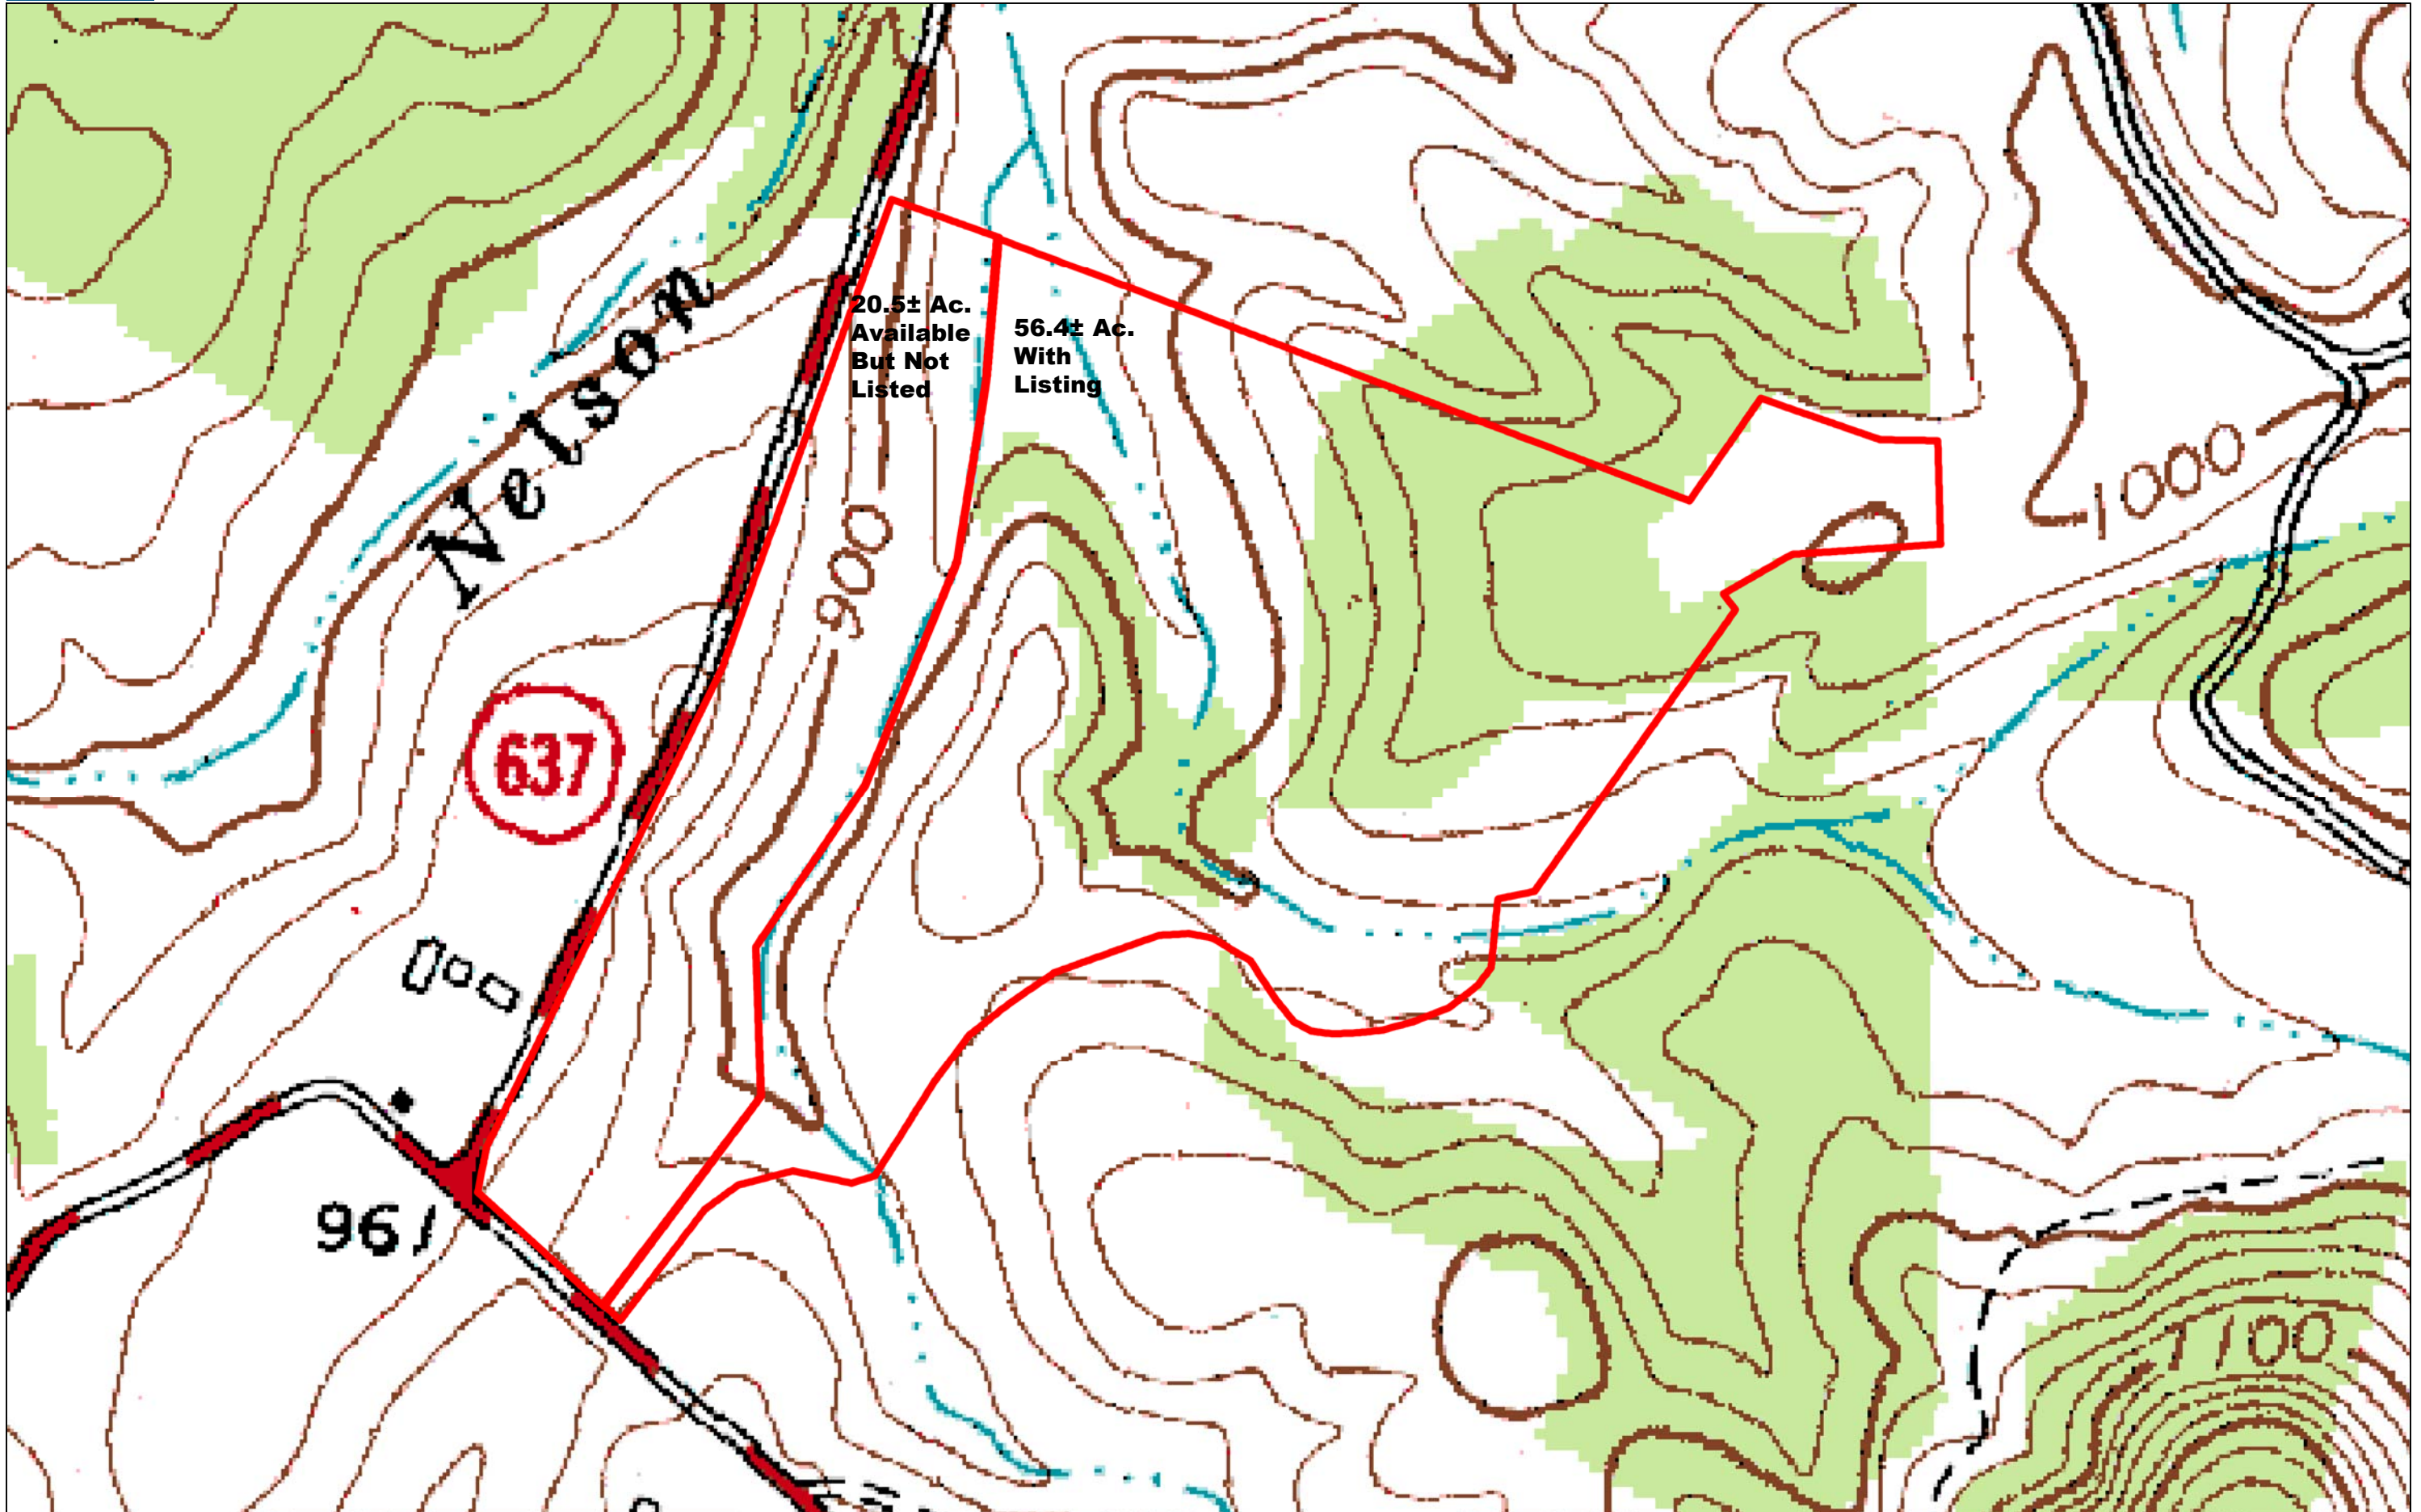 20.5± Ac.
Available
But Not
Listed
56.4± Ac.
With
Listing
Nelson
1000
900
637
961
1100